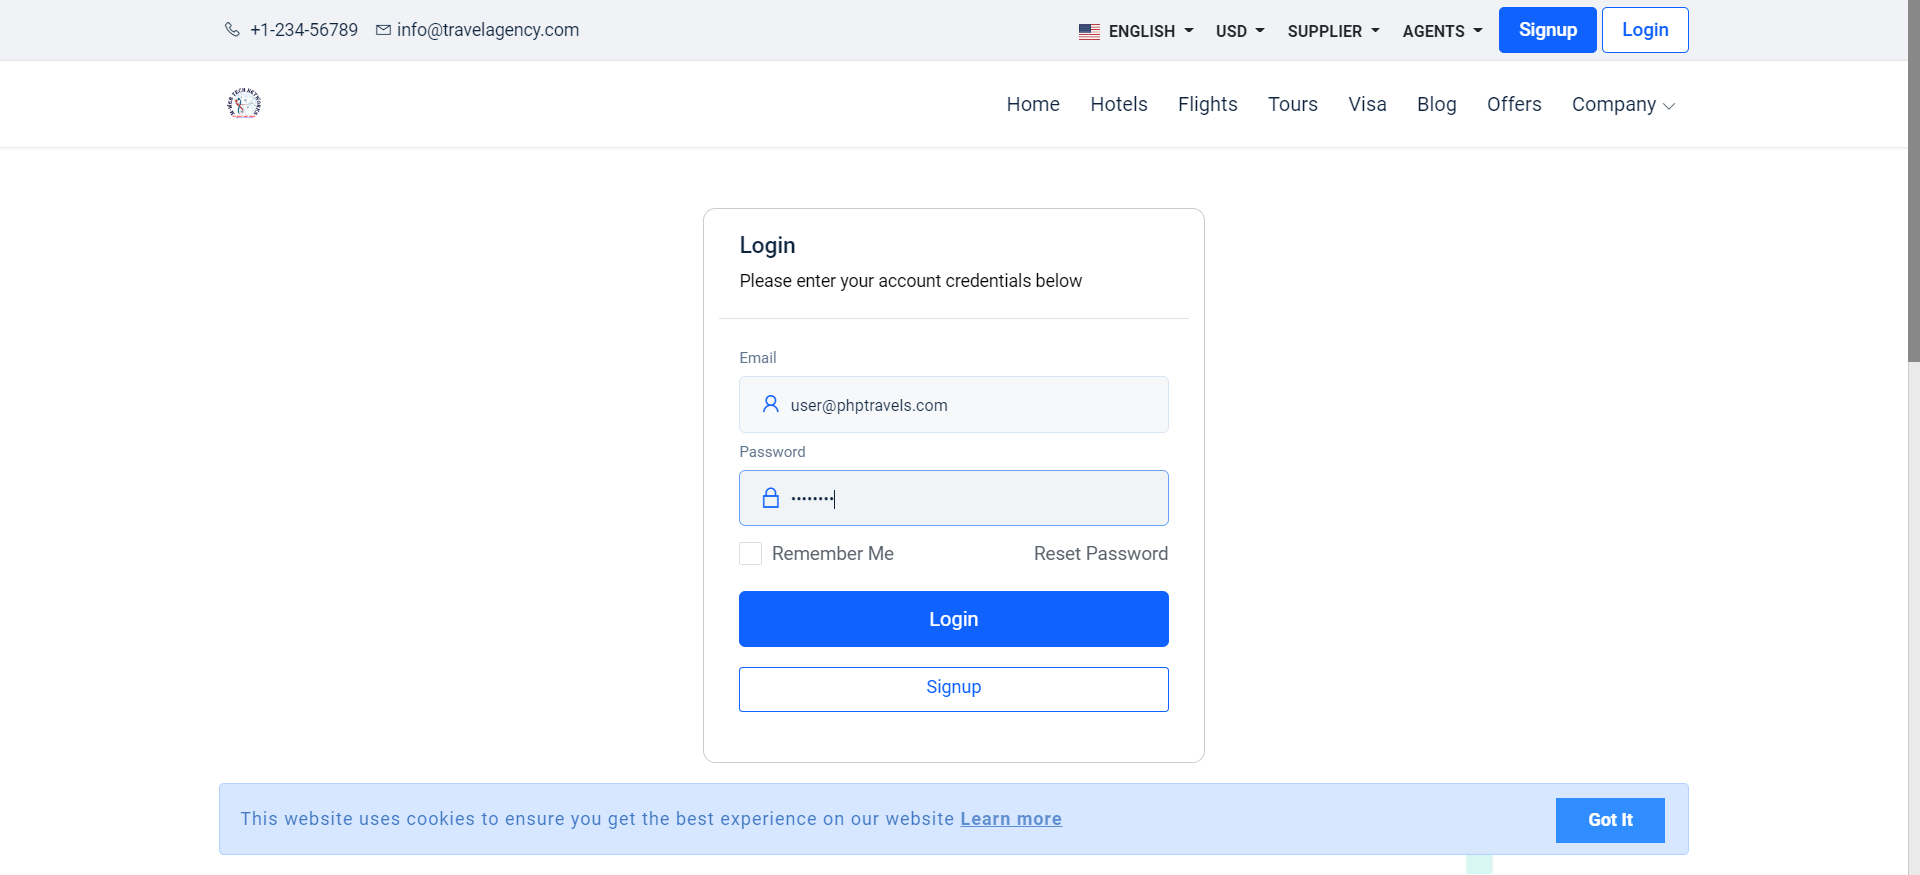 +1-234-56789 info@travelagency.com ENGLISH USD SUPPLIER AGENTS Signup Login
Home Hotels Flights Tours Visa Blog Offers Company
Login
Please enter your account credentials below
Email
user@phptravels.com
Password
••••••••
Remember Me Reset Password
Login
Signup
This website uses cookies to ensure you get the best experience on our website Learn more Got It